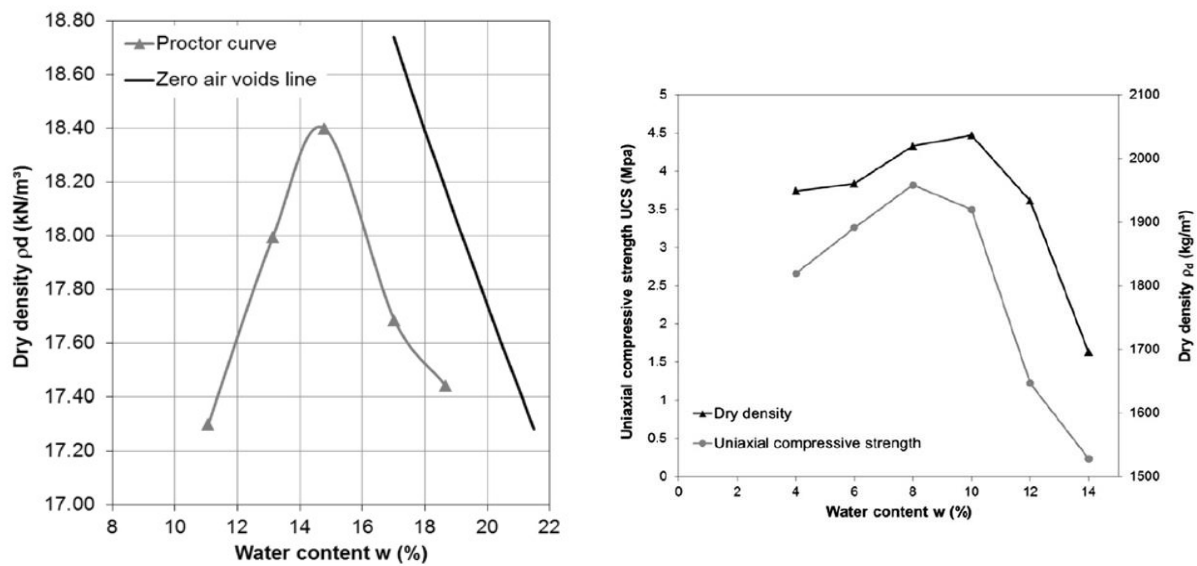 18.80
18.60
18.40
18.20
18.00
17.80
17.60
17.40
17.20
17.00
Dry density ρd (kN/m³)
Proctor curve
Zero air voids line
8 10 12 14 16 18 20 22
Water content w (%)
5
4.5
4
3.5
3
2.5
2
1.5
1
0.5
0
Uniaxial compressive strength UCS (Mpa)
Dry density
Uniaxial compressive strength
0 2 4 6 8 10 12 14
Water content w (%)
2100
2000
1900
1800
1700
1600
1500
Dry density ρd (kg/m³)